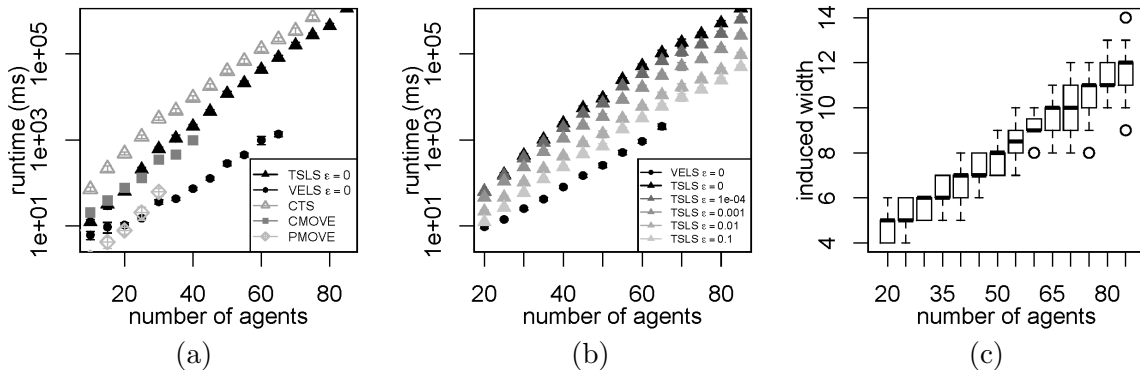 runtime (ms)
1e+05
1e+03
1e+01
TSLS ε = 0
VELS ε = 0
CTS
CMOVE
PMOVE
20 40 60 80
number of agents
(a)
runtime (ms)
1e+05
1e+03
1e+01
VELS ε = 0
TSLS ε = 0
TSLS ε = 1e-04
TSLS ε = 0.001
TSLS ε = 0.01
TSLS ε = 0.1
20 30 40 50 60 70 80
number of agents
(b)
induced width
14
12
10
8
6
4
20 35 50 65 80
number of agents
(c)